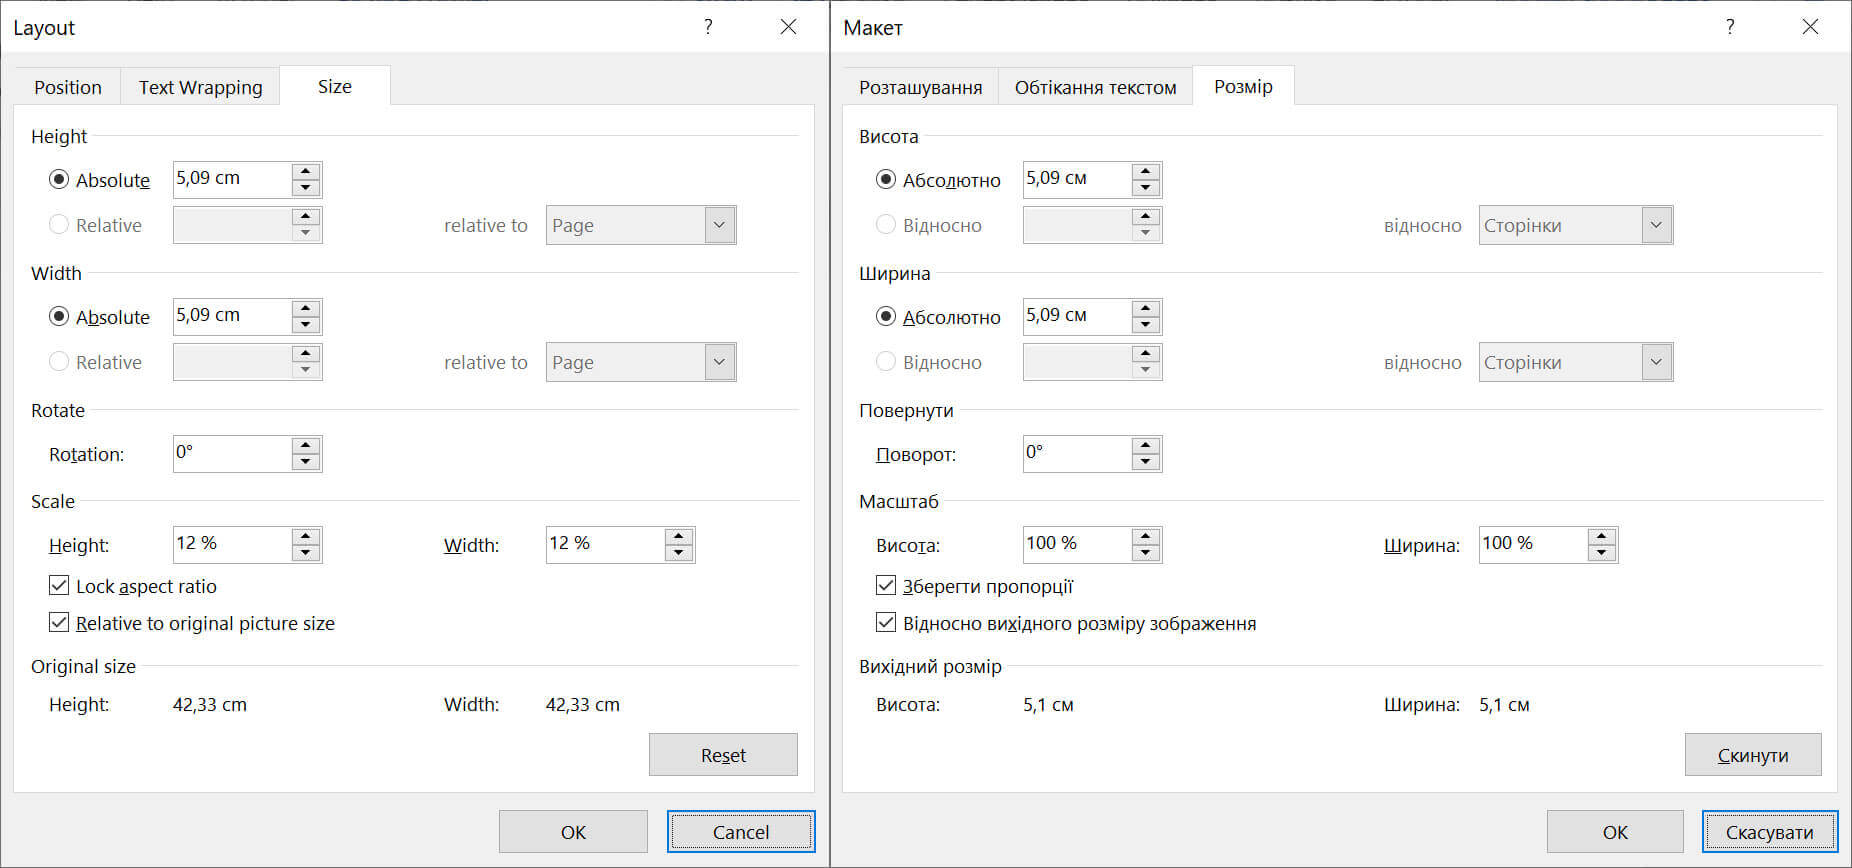 Layout
?
Position Text Wrapping Size
Height
Absolute 5,09 cm
Relative relative to Page
Width
Absolute 5,09 cm
Relative relative to Page
Rotate
Rotation: 0°
Scale
Height: 12 % Width: 12 %
Lock aspect ratio
Relative to original picture size
Original size
Height: 42,33 cm Width: 42,33 cm
Reset
OK Cancel
Макет
?
Розташування Обтікання текстом Розмір
Висота
Абсолютно 5,09 см
Відносно відносно Сторінки
Ширина
Абсолютно 5,09 см
Відносно відносно Сторінки
Повернути
Поворот: 0°
Масштаб
Висота: 100 % Ширина: 100 %
Зберегти пропорції
Відносно вихідного розміру зображення
Вихідний розмір
Висота: 5,1 см Ширина: 5,1 см
Скинути
ОК Скасувати